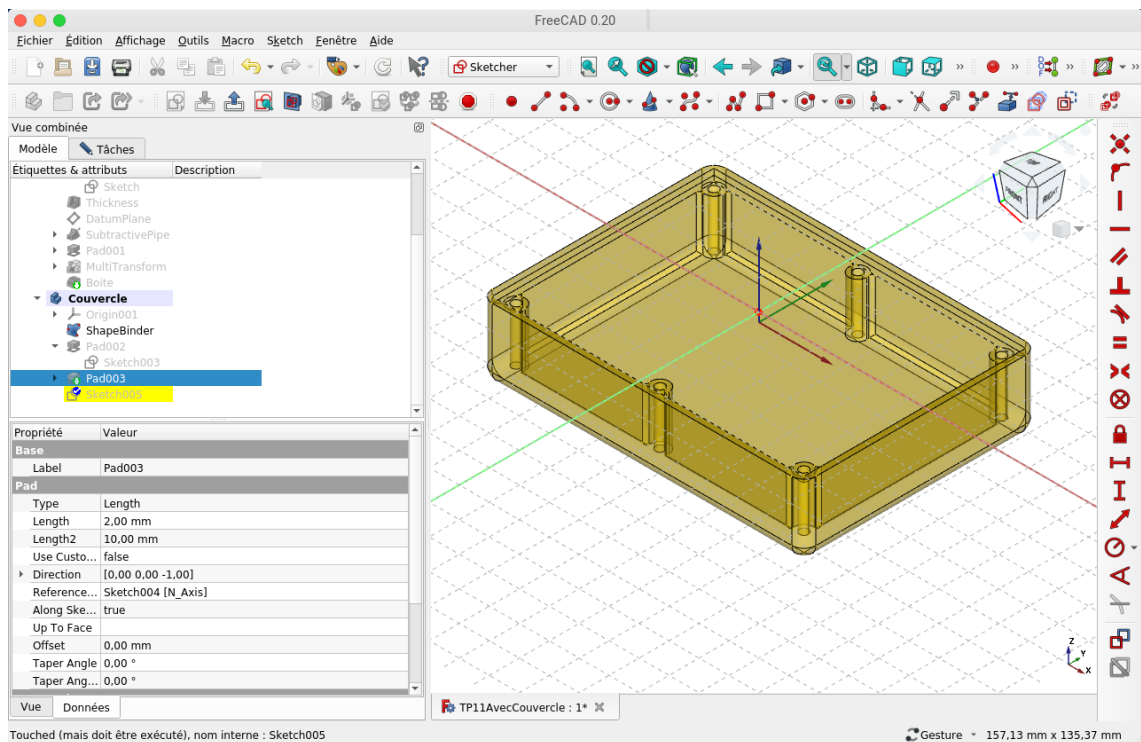 FreeCAD 0.20
Fichier Édition Affichage Outils Macro Sketch Fenêtre Aide
Sketcher
Vue combinée
Modèle Tâches
Étiquettes & attributs Description
Sketch
Thickness
DatumPlane
SubtractivePipe
Pad001
MultiTransform
Boite
Couvercle
Origin001
ShapeBinder
Pad002
Sketch003
Pad003
Sketch005
Propriété Valeur
Base
Label Pad003
Pad
Type Length
Length 2,00 mm
Length2 10,00 mm
Use Custo... false
Direction [0,00 0,00 -1,00]
Reference... Sketch004 [N_Axis]
Along Ske... true
Up To Face
Offset 0,00 mm
Taper Angle 0,00 °
Taper Ang... 0,00 °
Vue Données
FRONT RIGHT
Z
Y
X
TP11AvecCouvercle : 1*
Touched (mais doit être exécuté), nom interne : Sketch005
Gesture 157,13 mm x 135,37 mm